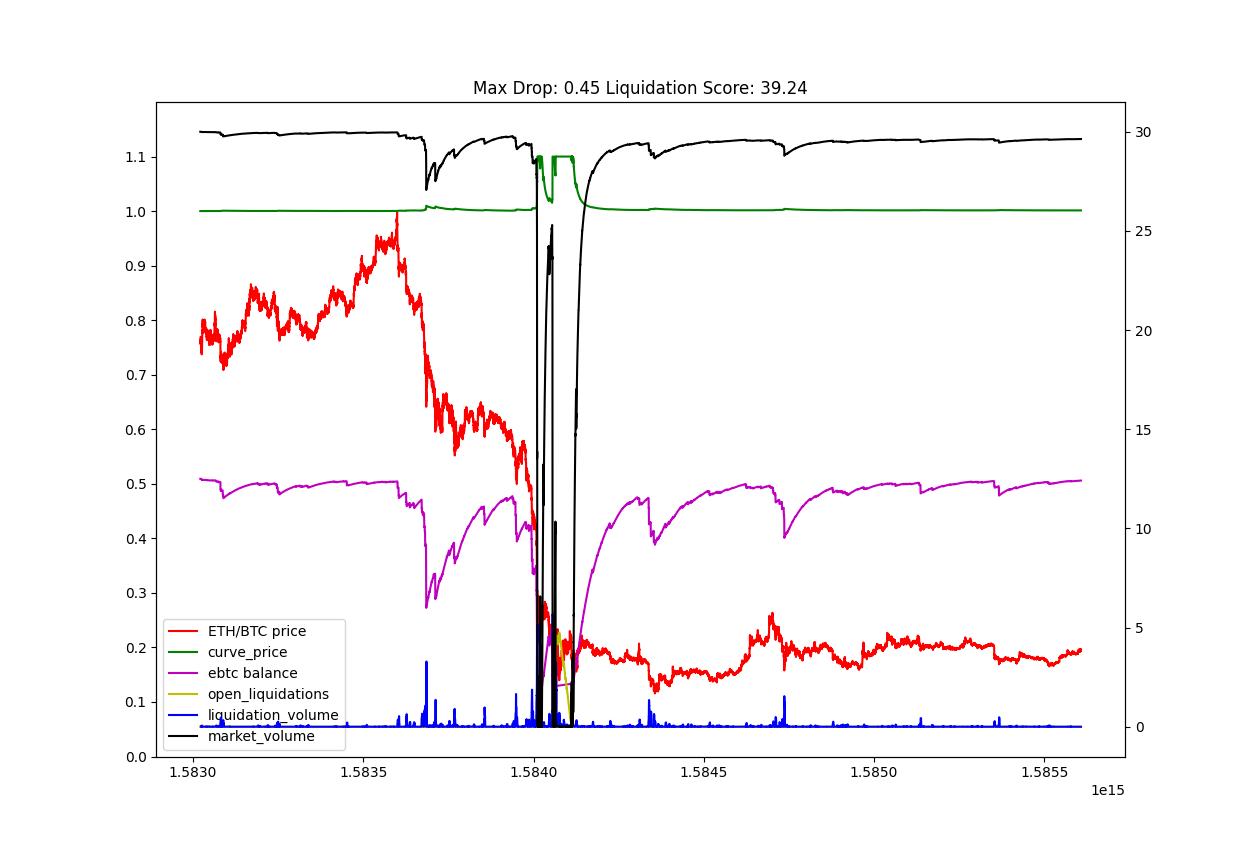 Max Drop: 0.45 Liquidation Score: 39.24
1.1
1.0
0.9
0.8
0.7
0.6
0.5
0.4
0.3
0.2
0.1
0.0
30
25
20
15
10
5
0
ETH/BTC price
curve_price
ebtc balance
open_liquidations
liquidation_volume
market_volume
1.5830 1.5835 1.5840 1.5845 1.5850 1.5855
1e15